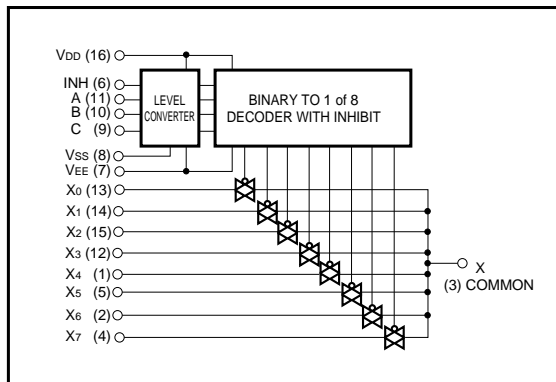 VDD (16)
INH (6)
A (11)
B (10)
C (9)
LEVEL
CONVERTER
BINARY TO 1 of 8
DECODER WITH INHIBIT
VSS (8)
VEE (7)
X0 (13)
X1 (14)
X2 (15)
X3 (12)
X4 (1)
X5 (5)
X6 (2)
X7 (4)
X
(3) COMMON